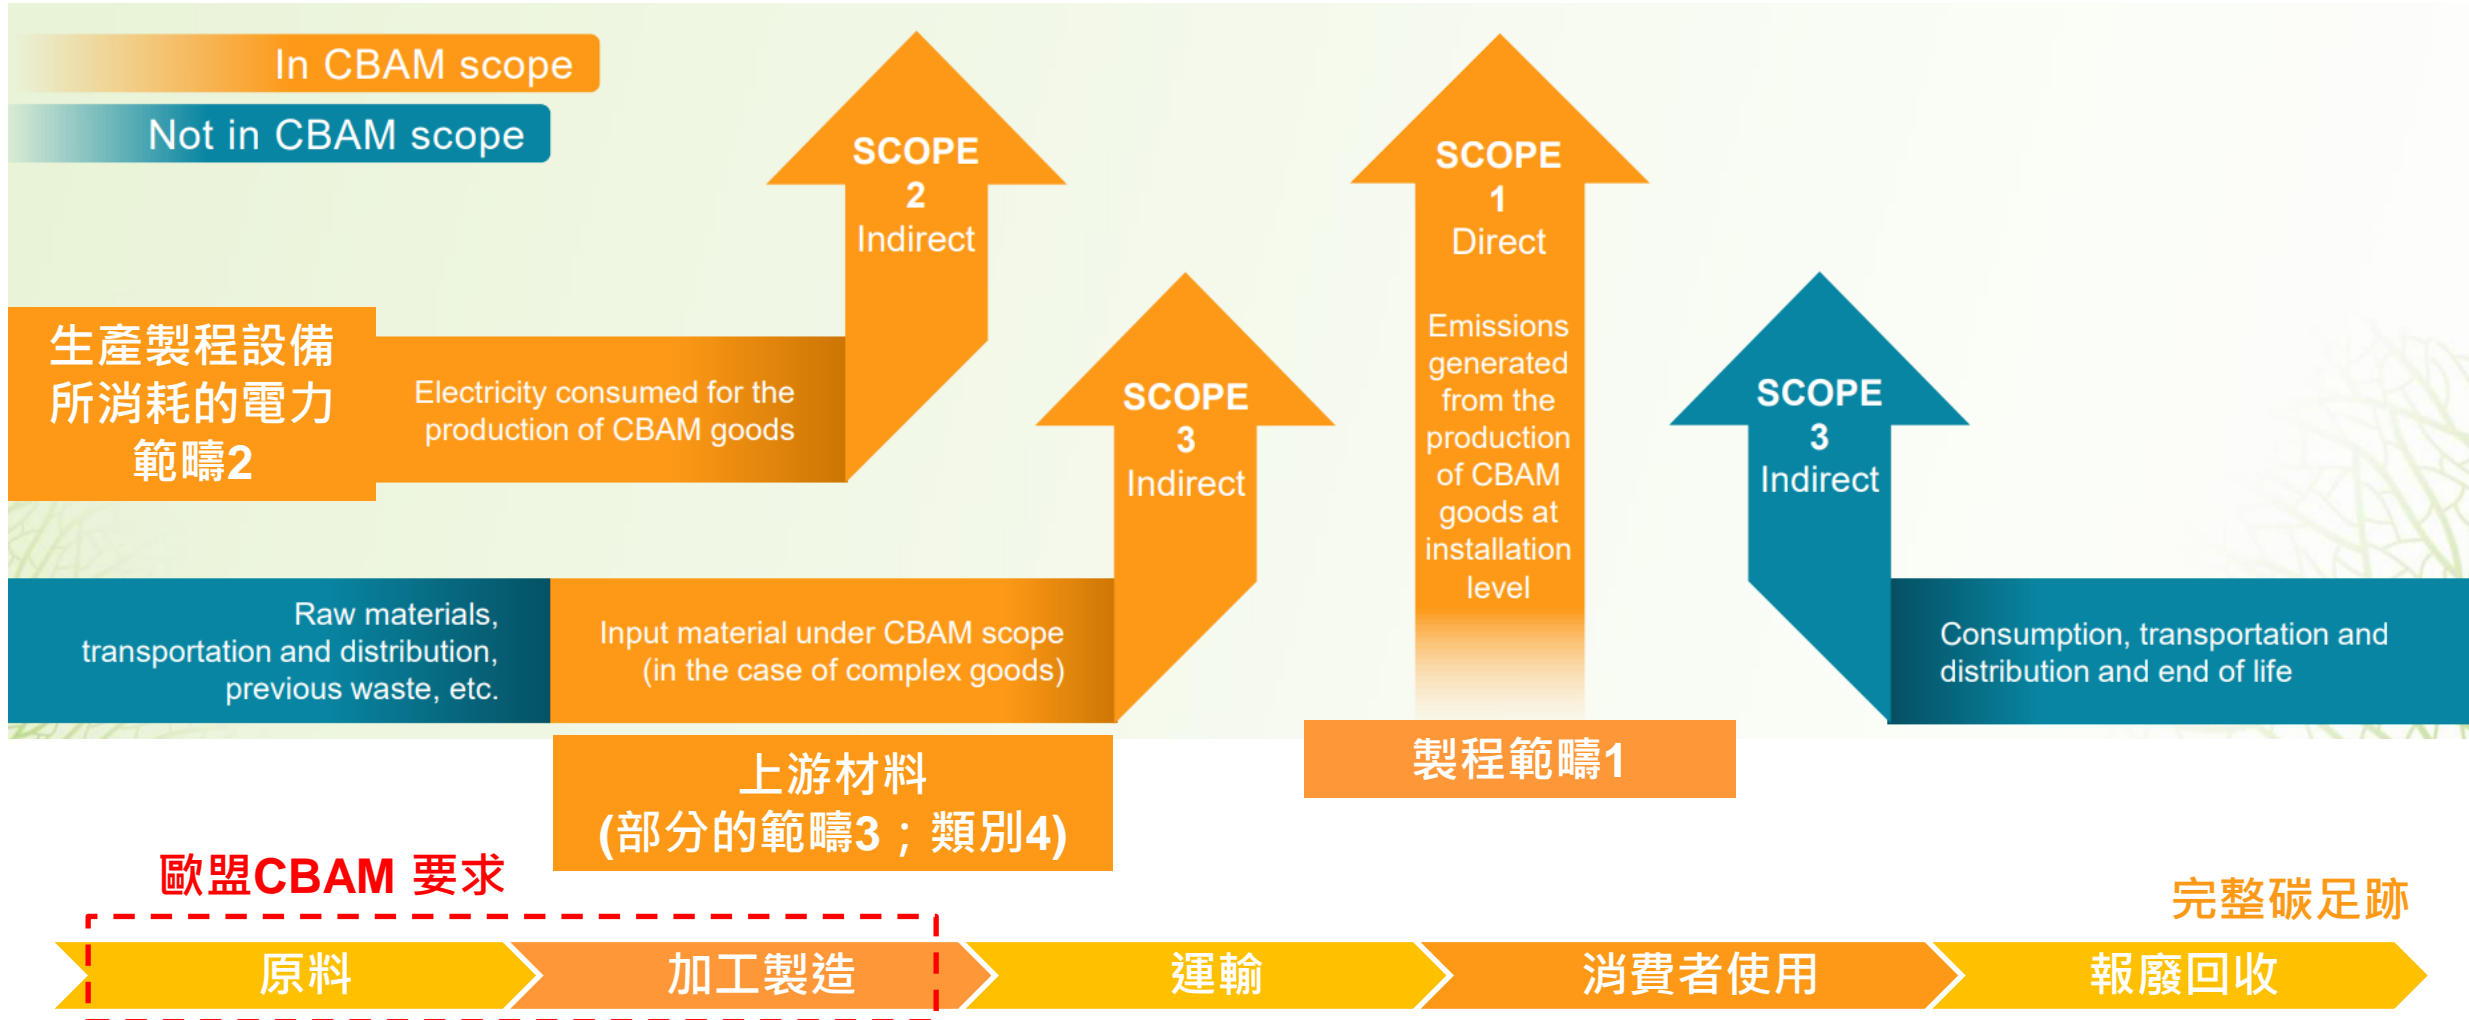 In CBAM scope
Not in CBAM scope
SCOPE
2
Indirect
SCOPE
1
Direct
Emissions
generated
from the
production
of CBAM
goods at
installation
level
生產製程設備
所消耗的電力
範疇2
Electricity consumed for the
production of CBAM goods
SCOPE
3
Indirect
SCOPE
3
Indirect
Raw materials,
transportation and distribution,
previous waste, etc.
Input material under CBAM scope
(in the case of complex goods)
Consumption, transportation and
distribution and end of life
上游材料
(部分的範疇3；類別4)
製程範疇1
歐盟CBAM 要求
完整碳足跡
原料
加工製造
運輸
消費者使用
報廢回收